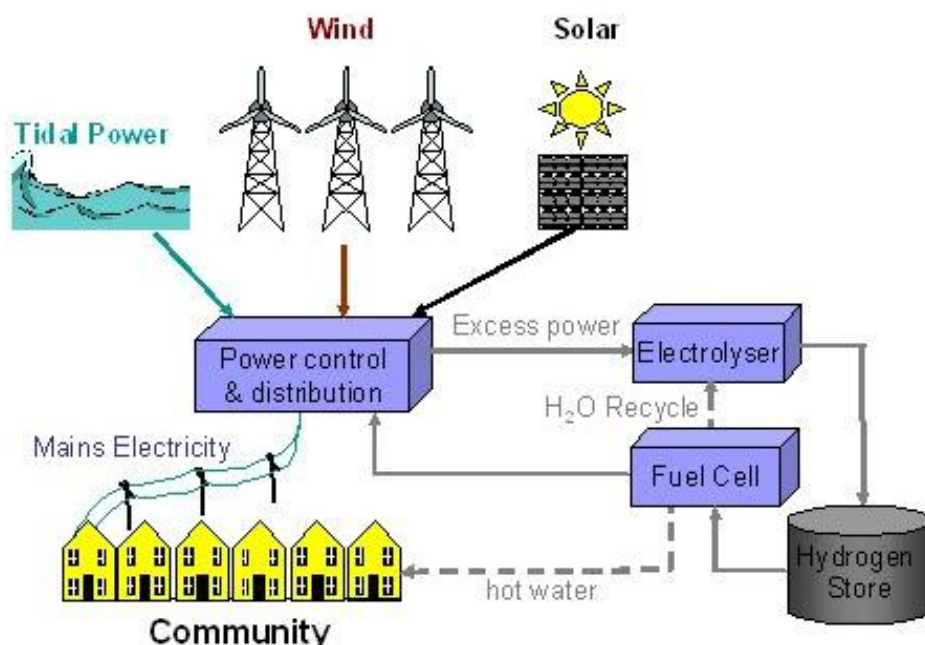 Wind
Solar
Tidal Power
Excess power
Power control
& distribution
Electrolyser
H₂O Recycle
Mains Electricity
Fuel Cell
Hydrogen
Store
hot water
Community